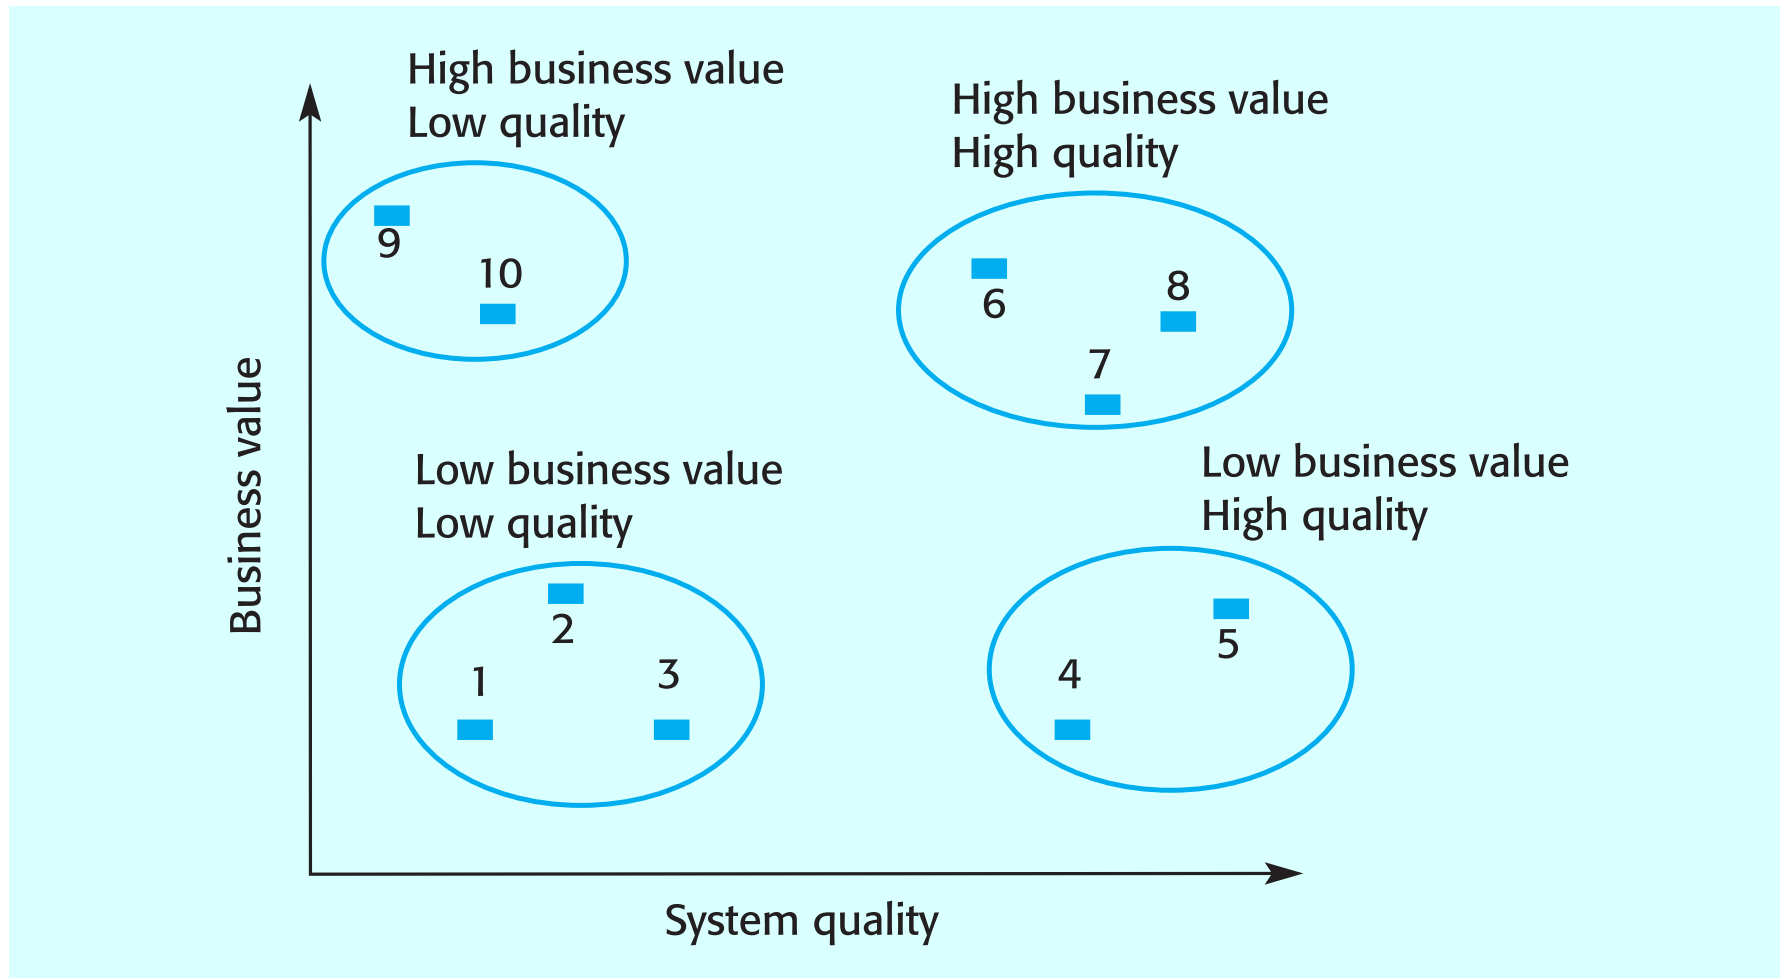 High business value
Low quality
High business value
High quality
9
10
6
8
7
Business value
Low business value
Low quality
Low business value
High quality
2
1
3
5
4
System quality